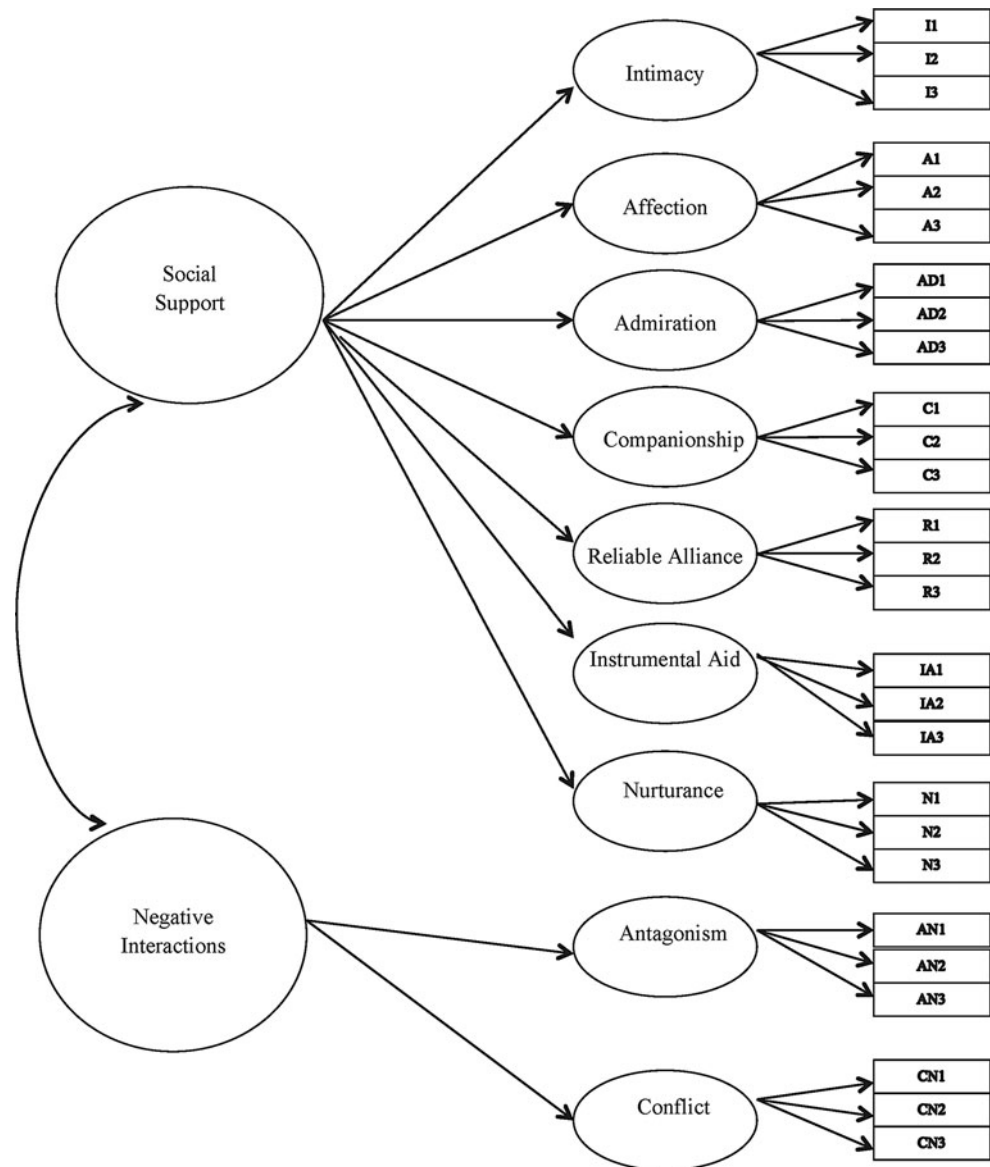 Social
Support
Negative
Interactions
Intimacy
I1
I2
I3
Affection
A1
A2
A3
Admiration
AD1
AD2
AD3
Companionship
C1
C2
C3
Reliable Alliance
R1
R2
R3
Instrumental Aid
IA1
IA2
IA3
Nurturance
N1
N2
N3
Antagonism
AN1
AN2
AN3
Conflict
CN1
CN2
CN3